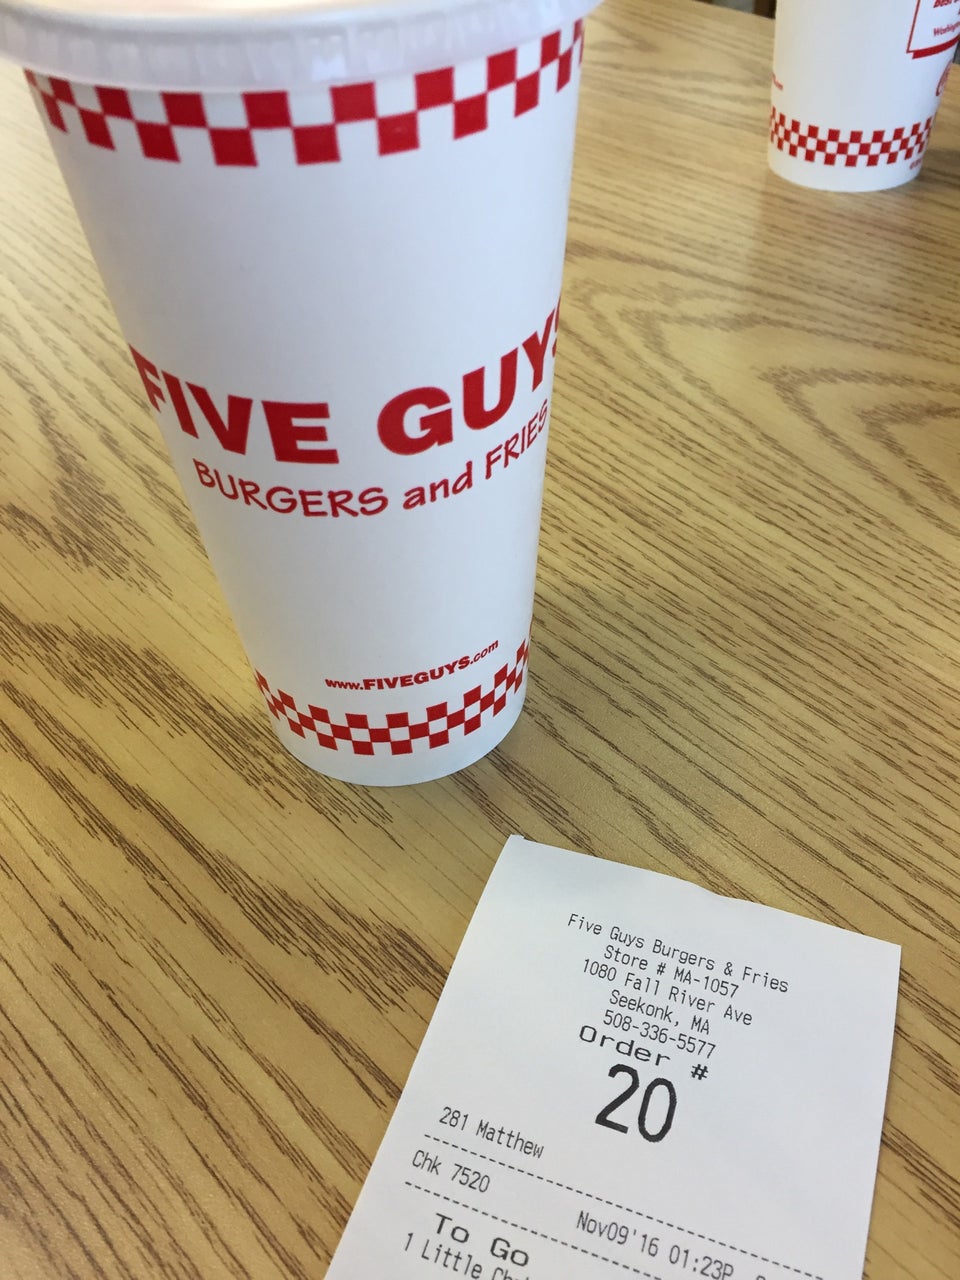 FIVE GUYS
BURGERS and FRIES
www.FIVEGUYS.com
Five Guys Burgers & Fries
Store # MA-1057
1080 Fall River Ave
Seekonk, MA
508-336-5577
Order #
20
281 Matthew
Chk 7520
Nov09'16 01:23P
To Go
1 Little